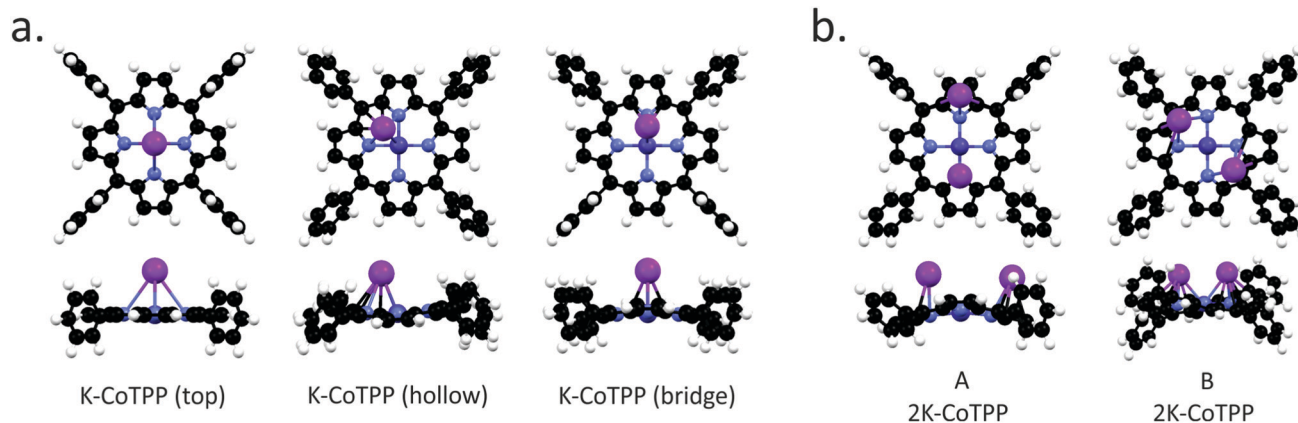 a.
b.
K-CoTPP (top)
K-CoTPP (hollow)
K-CoTPP (bridge)
A
2K-CoTPP
B
2K-CoTPP